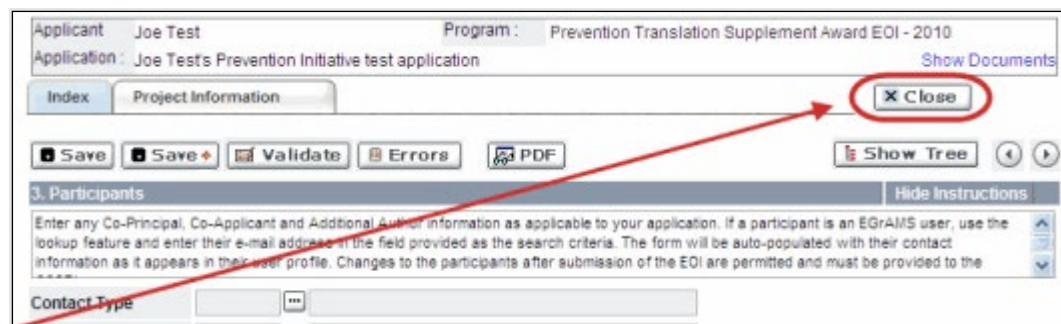 Applicant Joe Test Program : Prevention Translation Supplement Award EOI - 2010
Application : Joe Test's Prevention Initiative test application Show Documents
Index Project Information Close
Save Save+ Validate Errors PDF Show Tree
3. Participants Hide Instructions
Enter any Co-Principal, Co-Applicant and Additional Author information as applicable to your application. If a participant is an EGrAMS user, use the
lookup feature and enter their e-mail address in the field provided as the search criteria. The form will be auto-populated with their contact
information as it appears in their user profile. Changes to the participants after submission of the EOI are permitted and must be provided to the
Contact Type